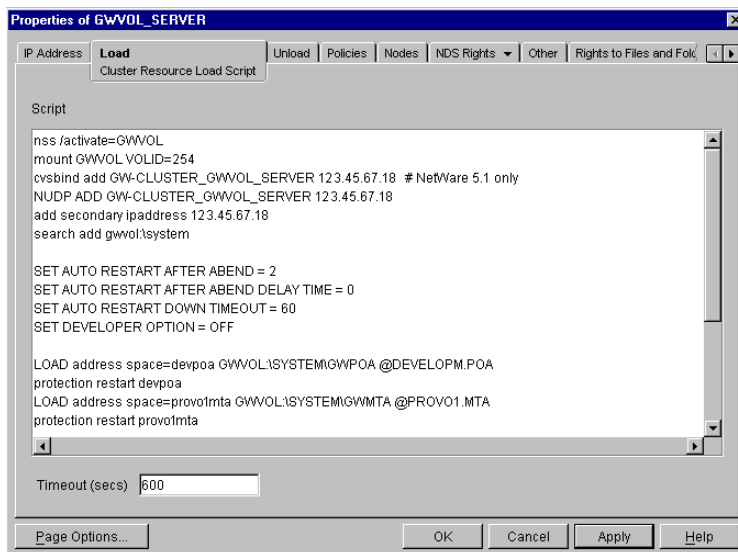 Properties of GWVOL_SERVER
IP Address Load Unload Policies Nodes NDS Rights Other Rights to Files and Fold
Cluster Resource Load Script
Script
nss /activate=GWVOL
mount GWVOL VOLID=254
cvsbind add GW-CLUSTER_GWVOL_SERVER 123.45.67.18 # NetWare 5.1 only
NUDP ADD GW-CLUSTER_GWVOL_SERVER 123.45.67.18
add secondary ipaddress 123.45.67.18
search add gwvol:\system
SET AUTO RESTART AFTER ABEND = 2
SET AUTO RESTART AFTER ABEND DELAY TIME = 0
SET AUTO RESTART DOWN TIMEOUT = 60
SET DEVELOPER OPTION = OFF
LOAD address space=devpoa GWVOL:\SYSTEM\GWPOA @DEVELOPM.POA
protection restart devpoa
LOAD address space=provo1mta GWVOL:\SYSTEM\GWMTA @PROVO1.MTA
protection restart provo1mta
Timeout (secs) 600
Page Options... OK Cancel Apply Help